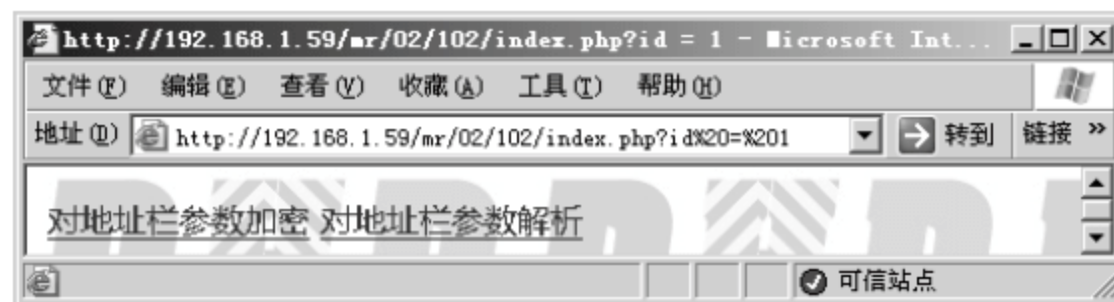 http://192.168.1.59/mr/02/102/index.php?id = 1 - Microsoft Int...
文件(F) 编辑(E) 查看(V) 收藏(A) 工具(T) 帮助(H)
地址(D) http://192.168.1.59/mr/02/102/index.php?id%20=%201 转到 链接 »
对地址栏参数加密 对地址栏参数解析
可信站点